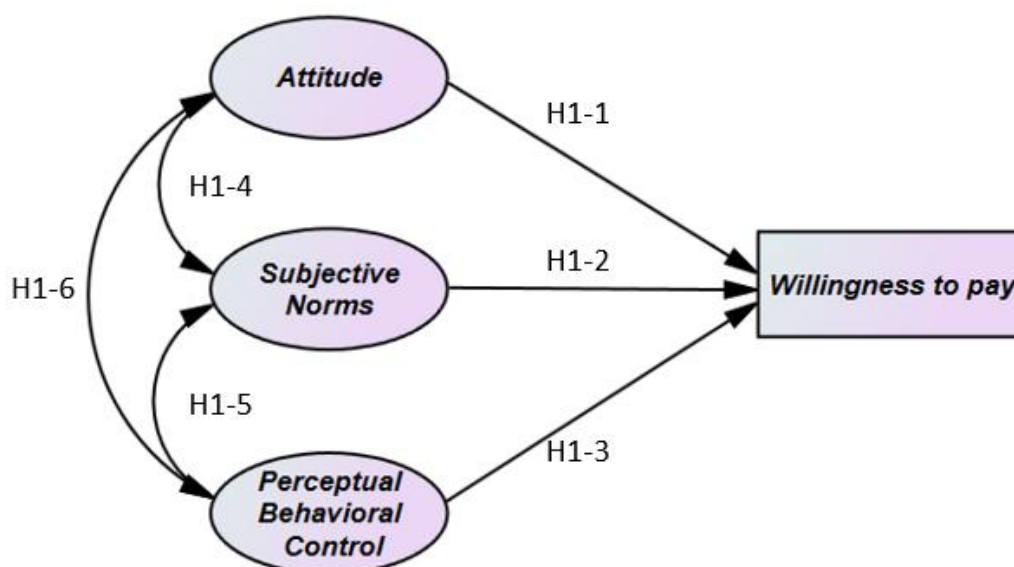 Attitude
H1-1
H1-4
Subjective
Norms
H1-2
Willingness to pay
H1-6
H1-5
H1-3
Perceptual
Behavioral
Control